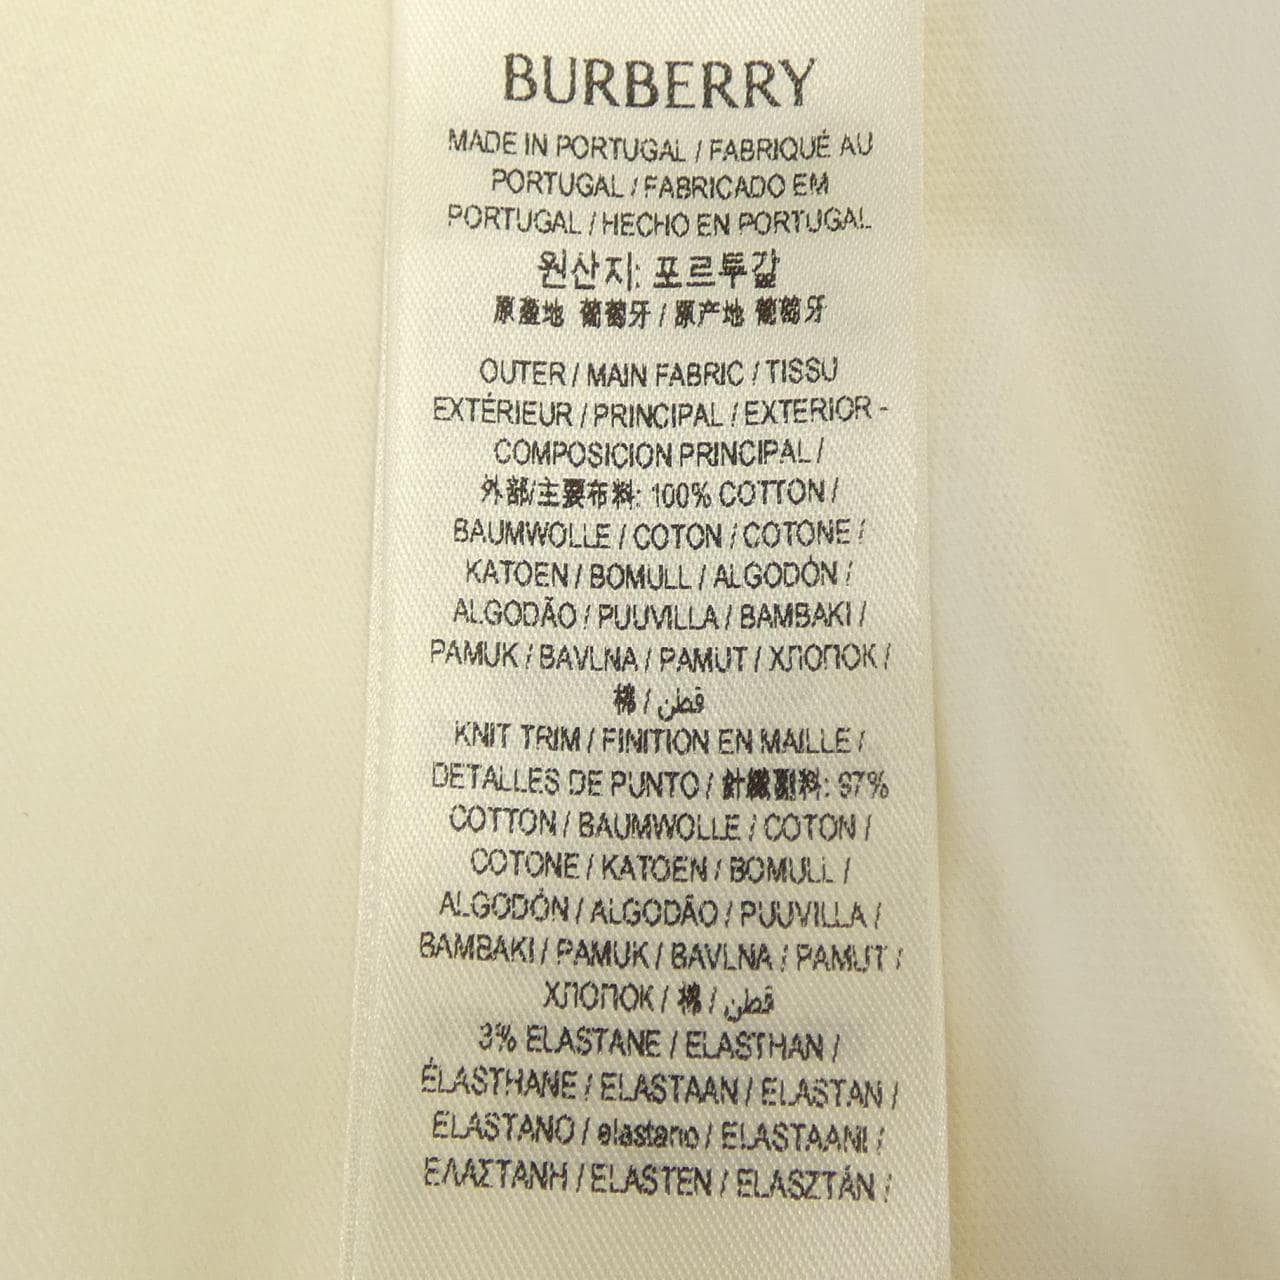 BURBERRY
MADE IN PORTUGAL / FABRIQUÉ AU
PORTUGAL / FABRICADO EM
PORTUGAL / HECHO EN PORTUGAL
원산지: 포르투갈
原產地 葡萄牙 / 原产地 葡萄牙
OUTER / MAIN FABRIC / TISSU
EXTÉRIEUR / PRINCIPAL / EXTERIOR -
COMPOSICION PRINCIPAL /
外部/主要布料: 100% COTTON /
BAUMWOLLE / COTON / COTONE /
KATOEN / BOMULL / ALGODÓN /
ALGODÃO / PUUVILLA / BAMBAKI /
PAMUK / BAVLNA / PAMUT / ХЛОПОК /
棉 / قطن
KNIT TRIM / FINITION EN MAILLE /
DETALLES DE PUNTO / 針織副料: 97%
COTTON / BAUMWOLLE / COTON /
COTONE / KATOEN / BOMULL /
ALGODÓN / ALGODÃO / PUUVILLA /
BAMBAKI / PAMUK / BAVLNA / PAMUT /
ХЛОПОК / 棉 / قطن
3% ELASTANE / ELASTHAN /
ÉLASTHANE / ELASTAAN / ELASTAN /
ELASTANO / elastano / ELASTAANI /
ΕΛΑΣΤΑΝΗ / ELASTEN / ELASZTÁN /